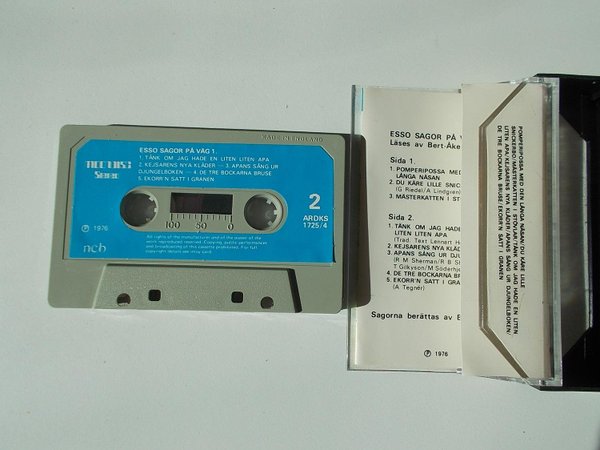 MADE IN ENGLAND
ESSO SAGOR PÅ VÄG 1.
1. TÄNK OM JAG HADE EN LITEN LITEN APA
2. KEJSARENS NYA KLÄDER — 3. APANS SÅNG UR
DJUNGELBOKEN — 4. DE TRE BOCKARNA BRUSE
5. EKORR'N SATT I GRANEN
Stereo
100 50 0
2
ARDKS
1725/4
℗ 1976
ncb
All rights of the manufacturer and of the owner of the
work reproduced reserved. Copying, public performances
and broadcasting of this cassette prohibited. For full
copyright details see inlay card.
ESSO SAGOR PÅ V
Läses av Bert-Åke
Sida 1.
1. POMPERIPOSSA MED
LÅNGA NÄSAN
2. DU KÄRE LILLE SNIC
(G Riedel/A Lindgren)
3. MÄSTERKATTEN I ST
Sida 2.
1. TÄNK OM JAG HADE
LITEN LITEN APA
(Trad. Text Lennart H
2. KEJSARENS NYA KLÄ
3. APANS SÅNG UR DJU
(R M Sherman/R B S
T Gilkyson/M Söderhj
4. DE TRE BOCKARNA B
5. EKORR'N SATT I GRA
(A Tegnér)
Sagorna berättas av B
℗ 1976
POMPERIPOSSA MED DEN LÅNGA NÄSAN/DU KÄRE LILLE
SNICKERBO/MÄSTERKATTEN I STÖVLAR/TÄNK OM JAG HADE EN LITEN
LITEN APA/KEJSARENS NYA KLÄDER/APANS SÅNG UR DJUNGELBOKEN/
DE TRE BOCKARNA BRUSE/EKORR'N SATT I GRANEN